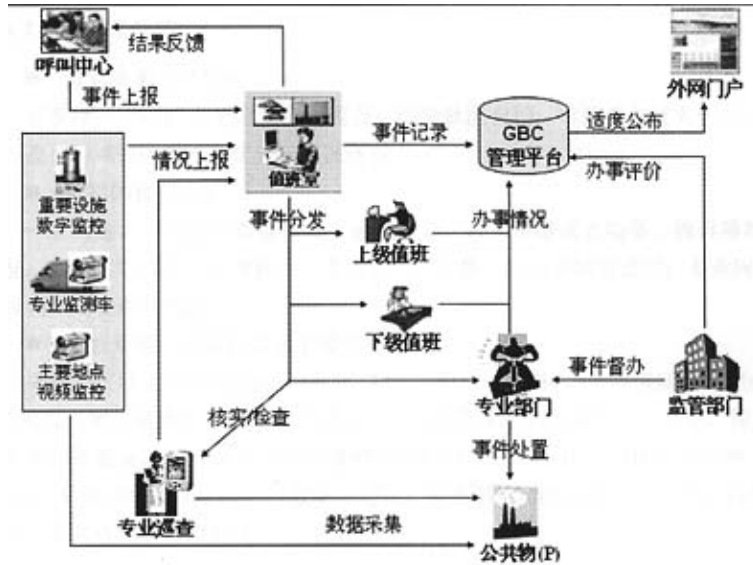 结果反馈
呼叫中心
外网门户
事件上报
GBC
管理平台
适度公布
事件记录
情况上报
值班室
办事评价
重要设施
数字监控
事件分发
办事情况
上级值班
专业监测车
下级值班
主要地点
视频监控
事件督办
核实/检查
专业部门
监管部门
事件处置
专业巡查
数据采集
公共物(P)